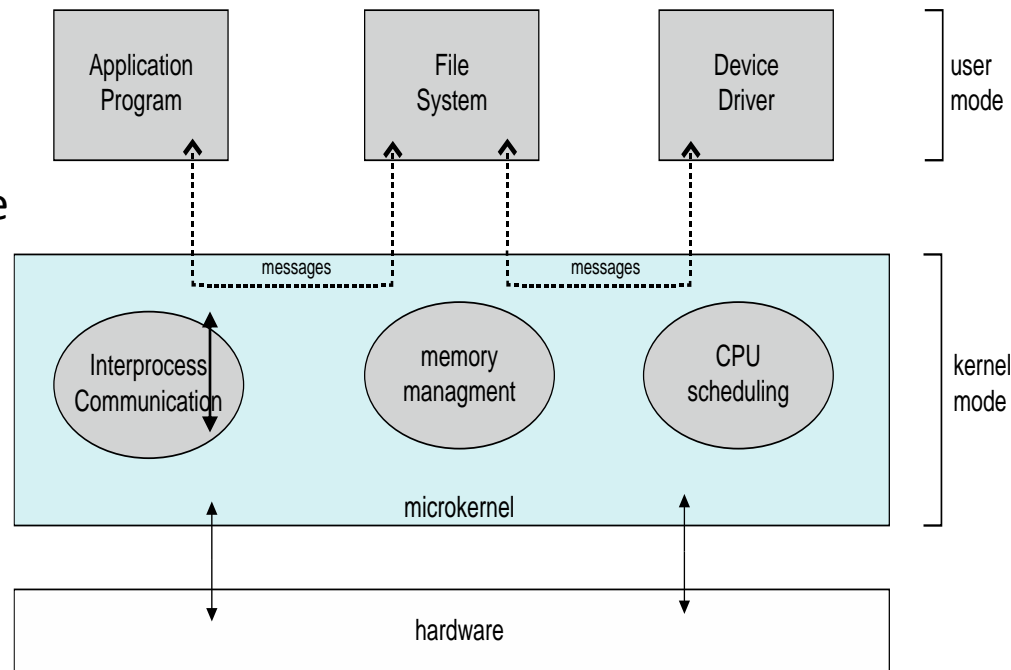 Application
Program
File
System
Device
Driver
user
mode
e
messages
messages
Interprocess
Communication
memory
managment
CPU
scheduling
kernel
mode
microkernel
hardware